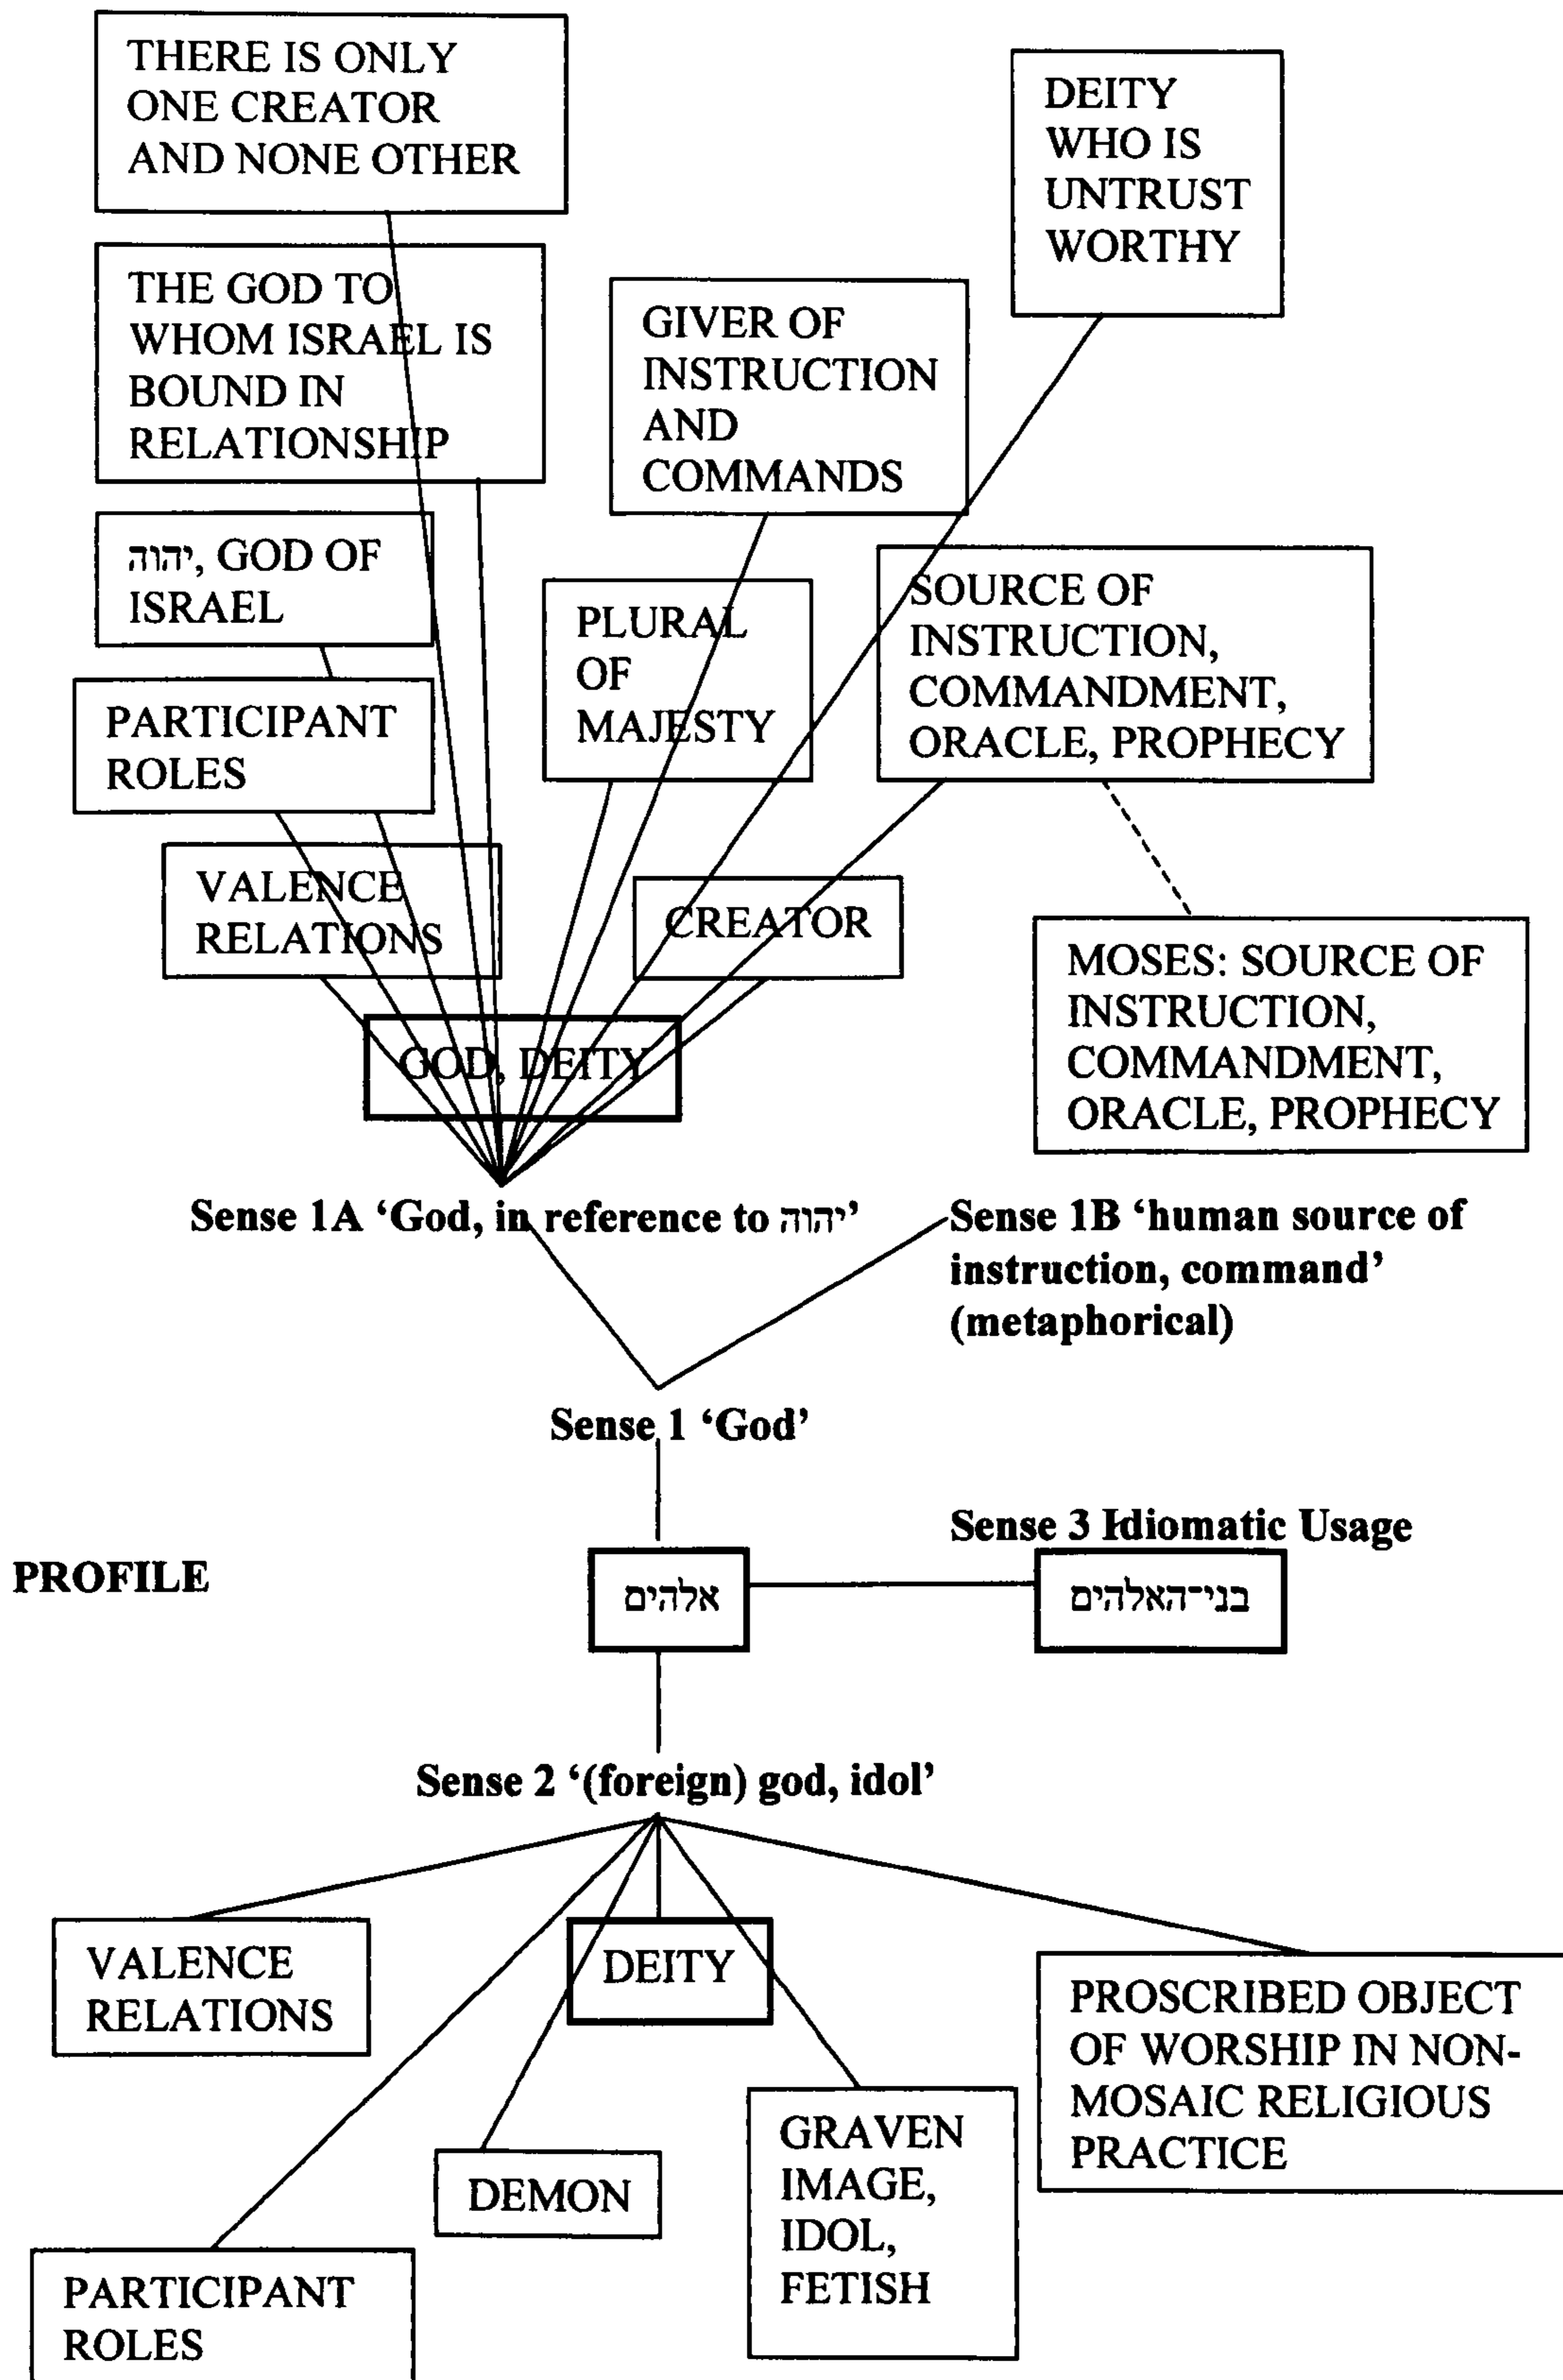 THERE IS ONLY
ONE CREATOR
AND NONE OTHER
DEITY
WHO IS
UNTRUST
WORTHY
THE GOD TO
WHOM ISRAEL IS
BOUND IN
RELATIONSHIP
GIVER OF
INSTRUCTION
AND
COMMANDS
יהוה, GOD OF
ISRAEL
PLURAL
OF
MAJESTY
SOURCE OF
INSTRUCTION,
COMMANDMENT,
ORACLE, PROPHECY
PARTICIPANT
ROLES
VALENCE
RELATIONS
CREATOR
MOSES: SOURCE OF
INSTRUCTION,
COMMANDMENT,
ORACLE, PROPHECY
GOD, DEITY
Sense 1A ‘God, in reference to יהוה’
Sense 1B ‘human source of
instruction, command’
(metaphorical)
Sense 1 ‘God’
Sense 3 Idiomatic Usage
PROFILE
אלהים
בני־האלהים
Sense 2 ‘(foreign) god, idol’
VALENCE
RELATIONS
DEITY
PROSCRIBED OBJECT
OF WORSHIP IN NON-
MOSAIC RELIGIOUS
PRACTICE
DEMON
GRAVEN
IMAGE,
IDOL,
FETISH
PARTICIPANT
ROLES